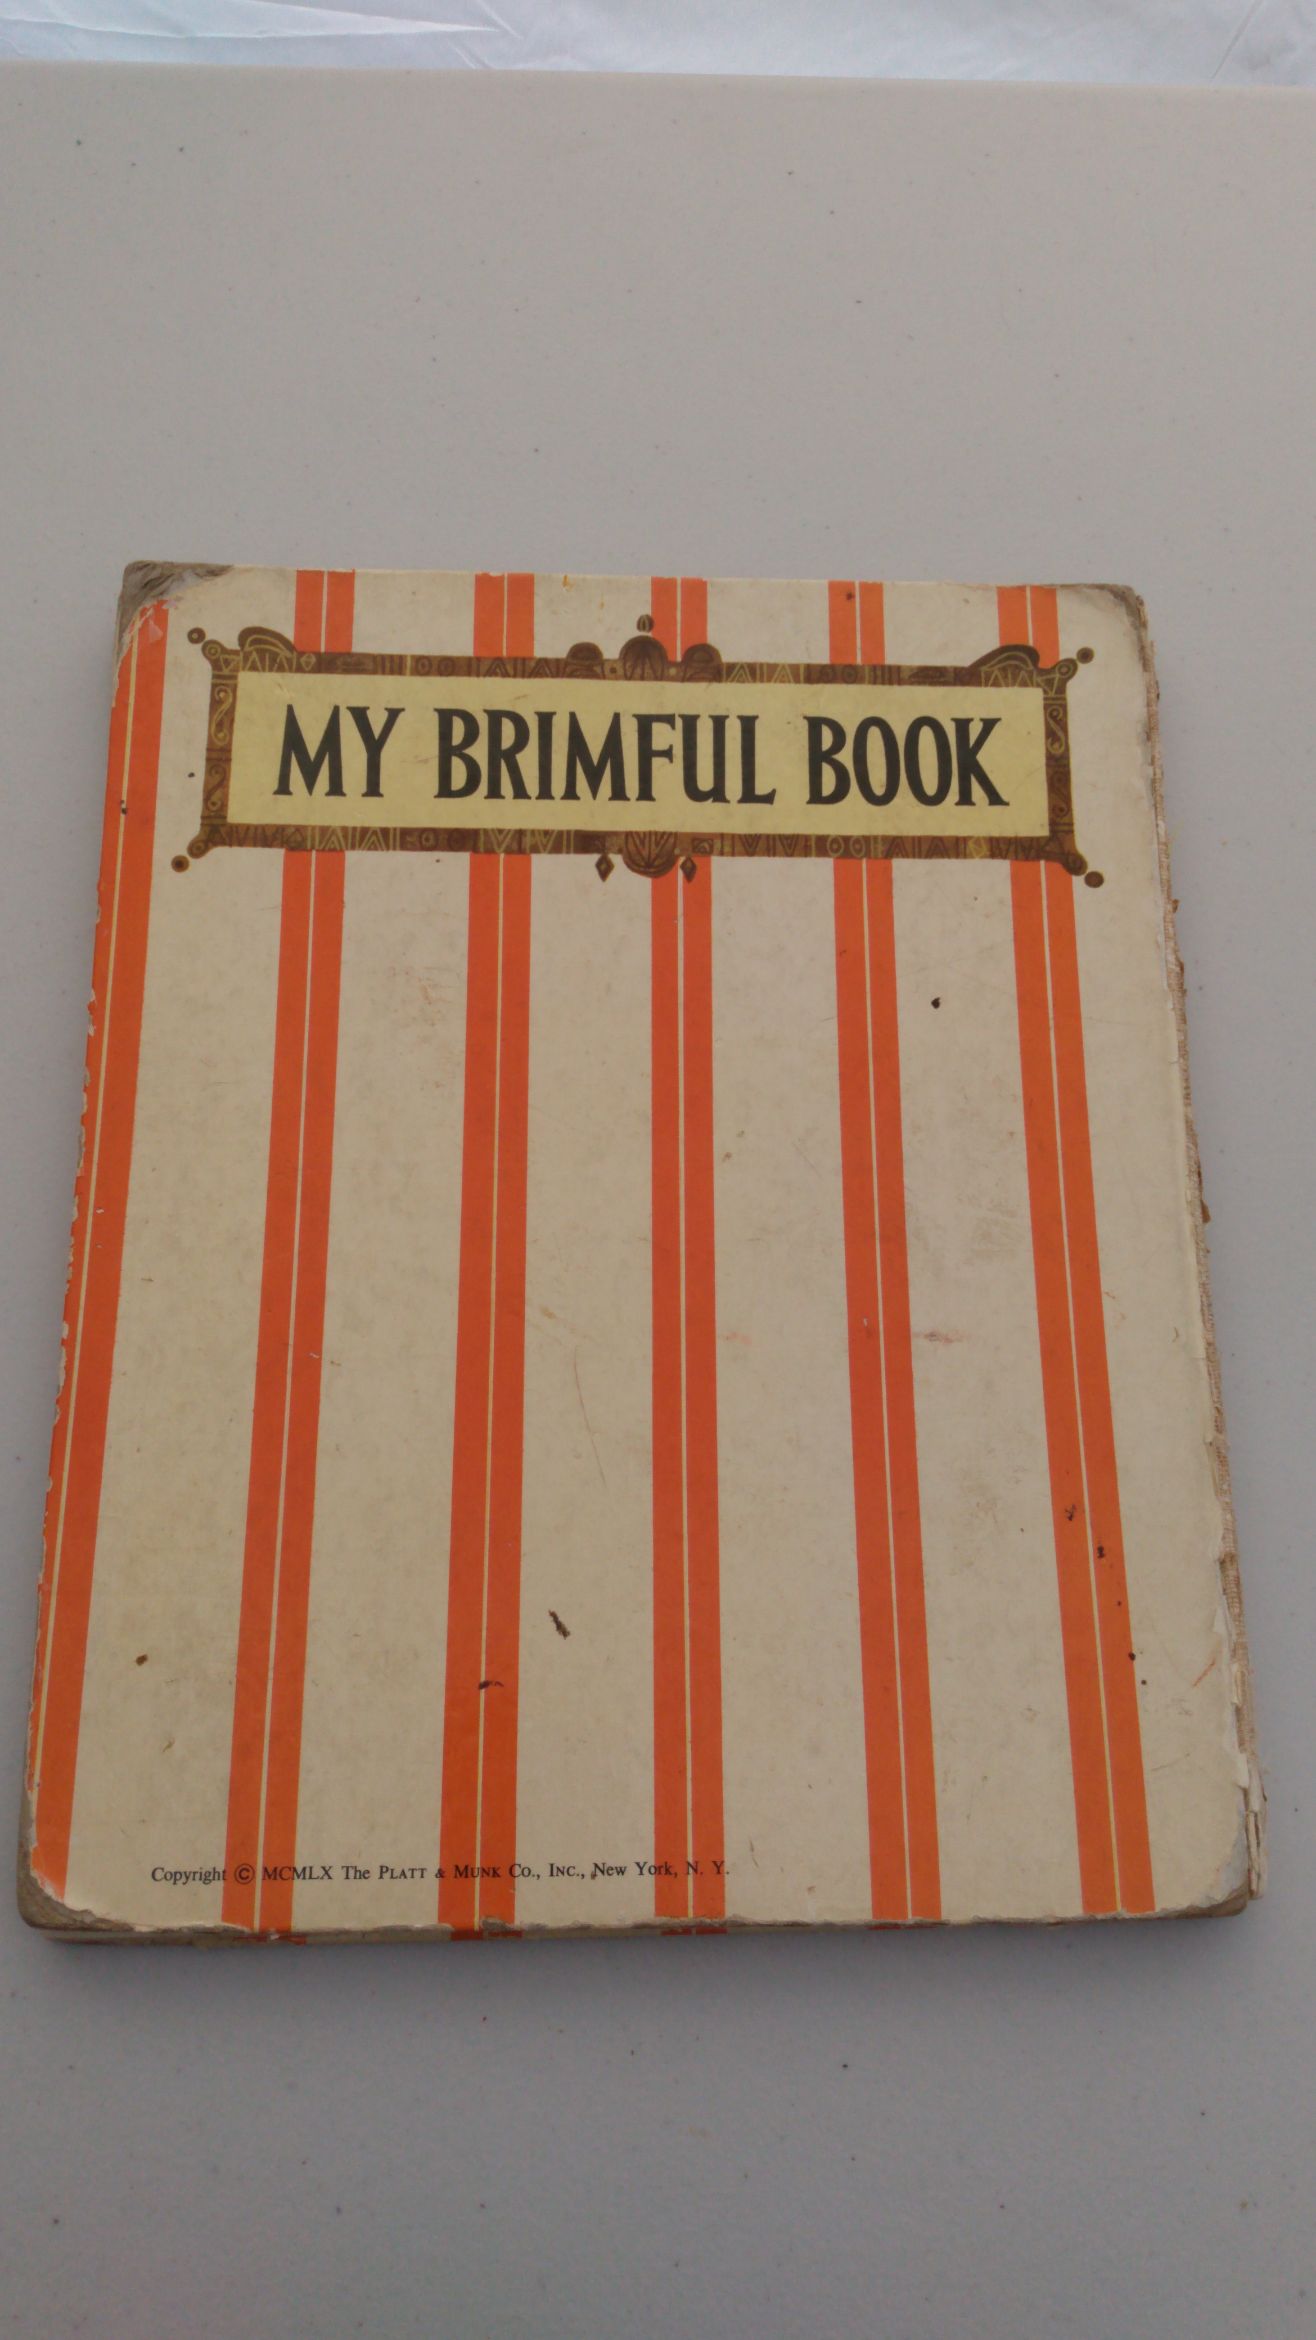 MY BRIMFUL BOOK
Copyright © MCMLX The PLATT & MUNK CO., INC., New York, N. Y.